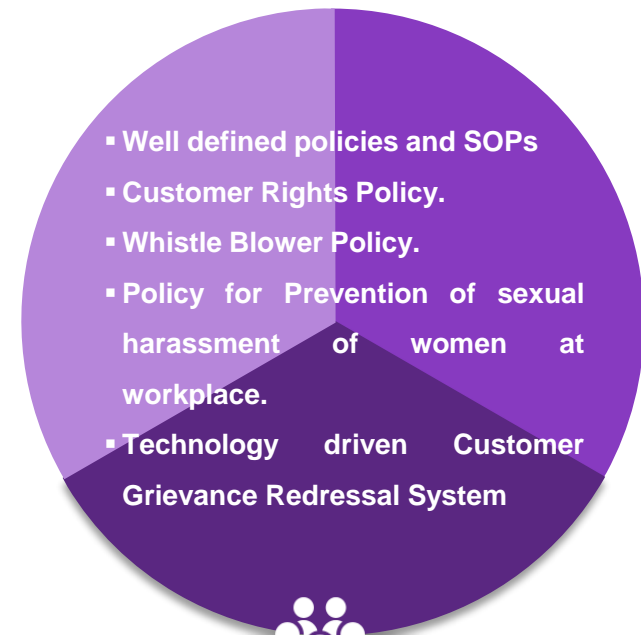 ▪ Well defined policies and SOPs
▪ Customer Rights Policy.
▪ Whistle Blower Policy.
▪ Policy for Prevention of sexual
harassment of women at
workplace.
▪ Technology driven Customer
Grievance Redressal System